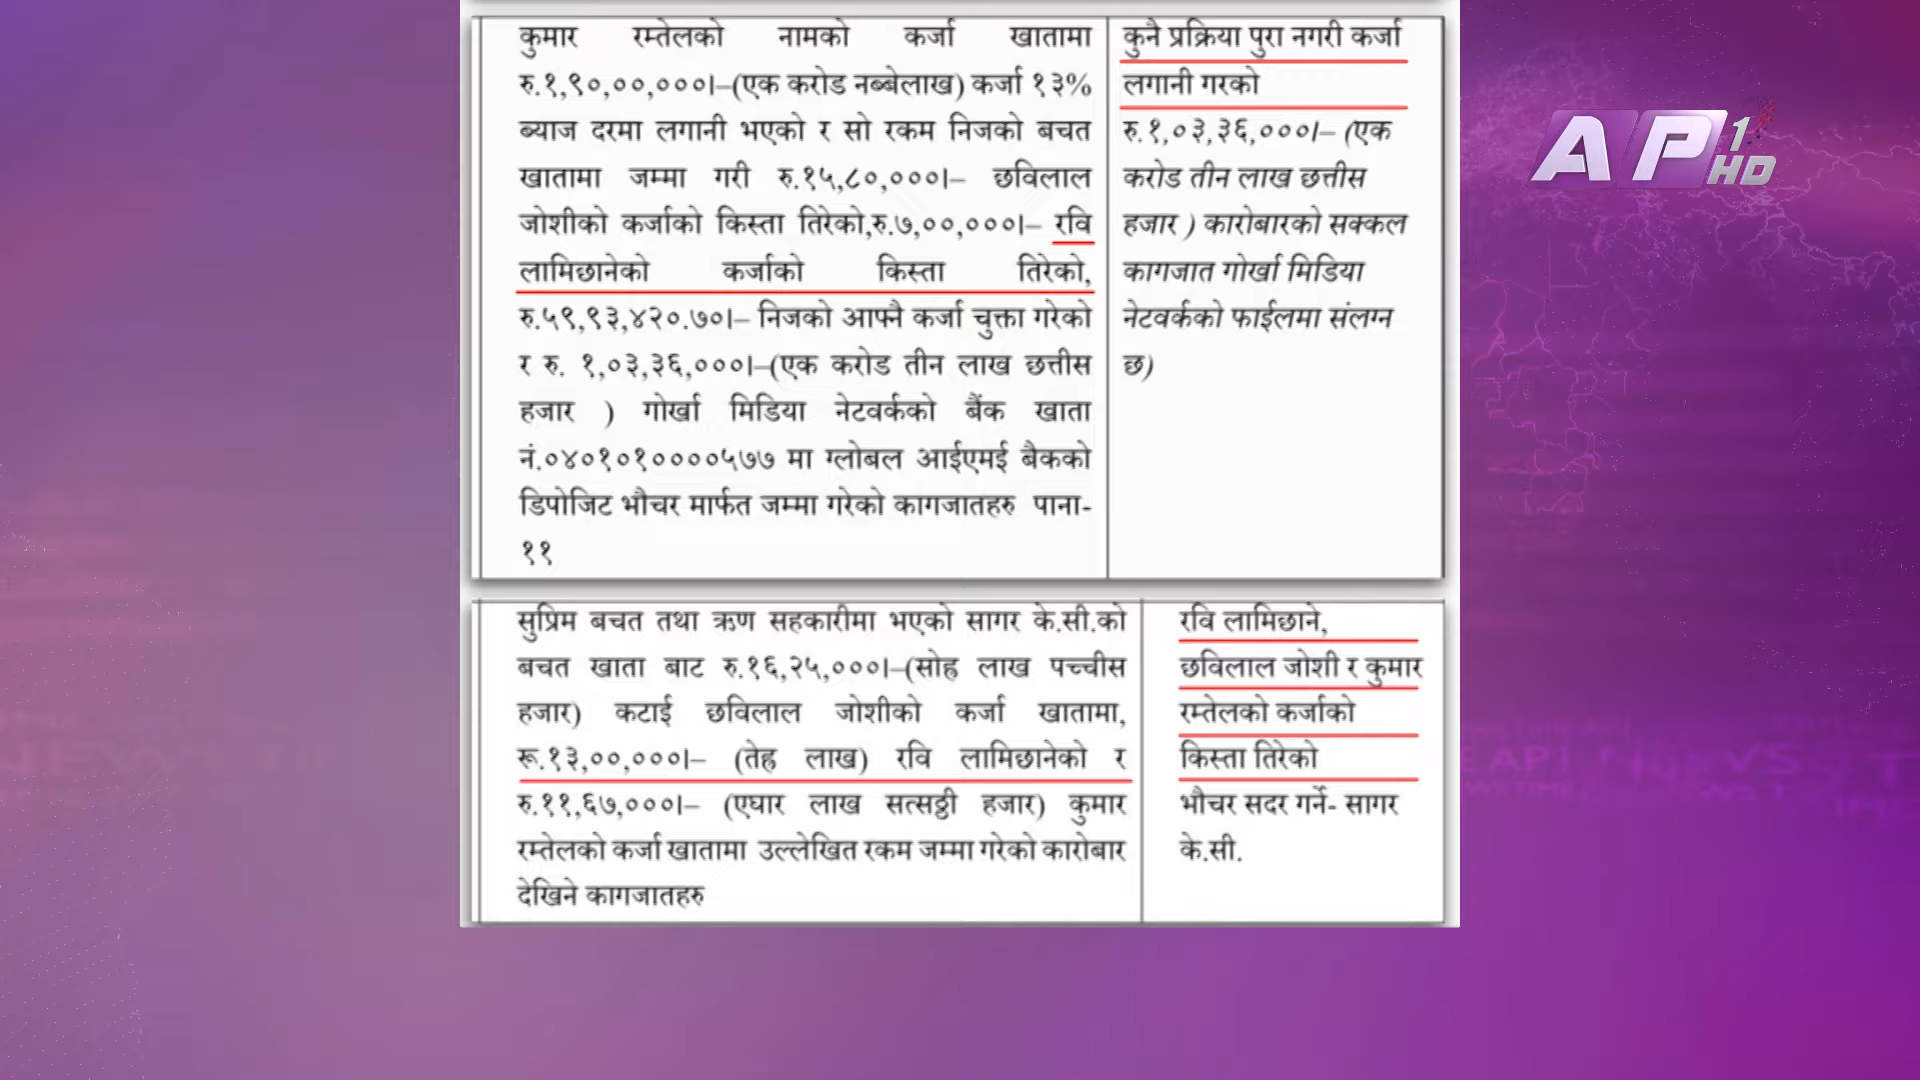 कुमार रम्तेलको नामको कर्जा खातामा
रु.१,९०,००,०००।–(एक करोड नब्बेलाख) कर्जा १३%
ब्याज दरमा लगानी भएको र सो रकम निजको बचत
खातामा जम्मा गरी रु.१५,८०,०००।– छविलाल
जोशीको कर्जाको किस्ता तिरेको,रु.७,००,०००।– रवि
लामिछानेको कर्जाको किस्ता तिरेको,
रु.५९,९३,४२०.७०।– निजको आफ्नै कर्जा चुक्ता गरेको
र रु. १,०३,३६,०००।–(एक करोड तीन लाख छत्तीस
हजार ) गोर्खा मिडिया नेटवर्कको बैंक खाता
नं.०४०१०१००००५७७ मा ग्लोबल आईएमई बैकको
डिपोजिट भौचर मार्फत जम्मा गरेको कागजातहरु पाना-
११
कुनै प्रक्रिया पुरा नगरी कर्जा
लगानी गरको
रु.१,०३,३६,०००।– (एक
करोड तीन लाख छत्तीस
हजार ) कारोबारको सक्कल
कागजात गोर्खा मिडिया
नेटवर्कको फाईलमा संलग्न
छ)
सुप्रिम बचत तथा ऋण सहकारीमा भएको सागर के.सी.को
बचत खाता बाट रु.१६,२५,०००।–(सोह्र लाख पच्चीस
हजार) कटाई छविलाल जोशीको कर्जा खातामा,
रू.१३,००,०००।– (तेह्र लाख) रवि लामिछानेको र
रु.११,६७,०००।– (एघार लाख सत्सठ्ठी हजार) कुमार
रम्तेलको कर्जा खातामा उल्लेखित रकम जम्मा गरेको कारोबार
देखिने कागजातहरु
रवि लामिछाने,
छविलाल जोशी र कुमार
रम्तेलको कर्जाको
किस्ता तिरेको
भौचर सदर गर्ने- सागर
के.सी.
AP1 HD